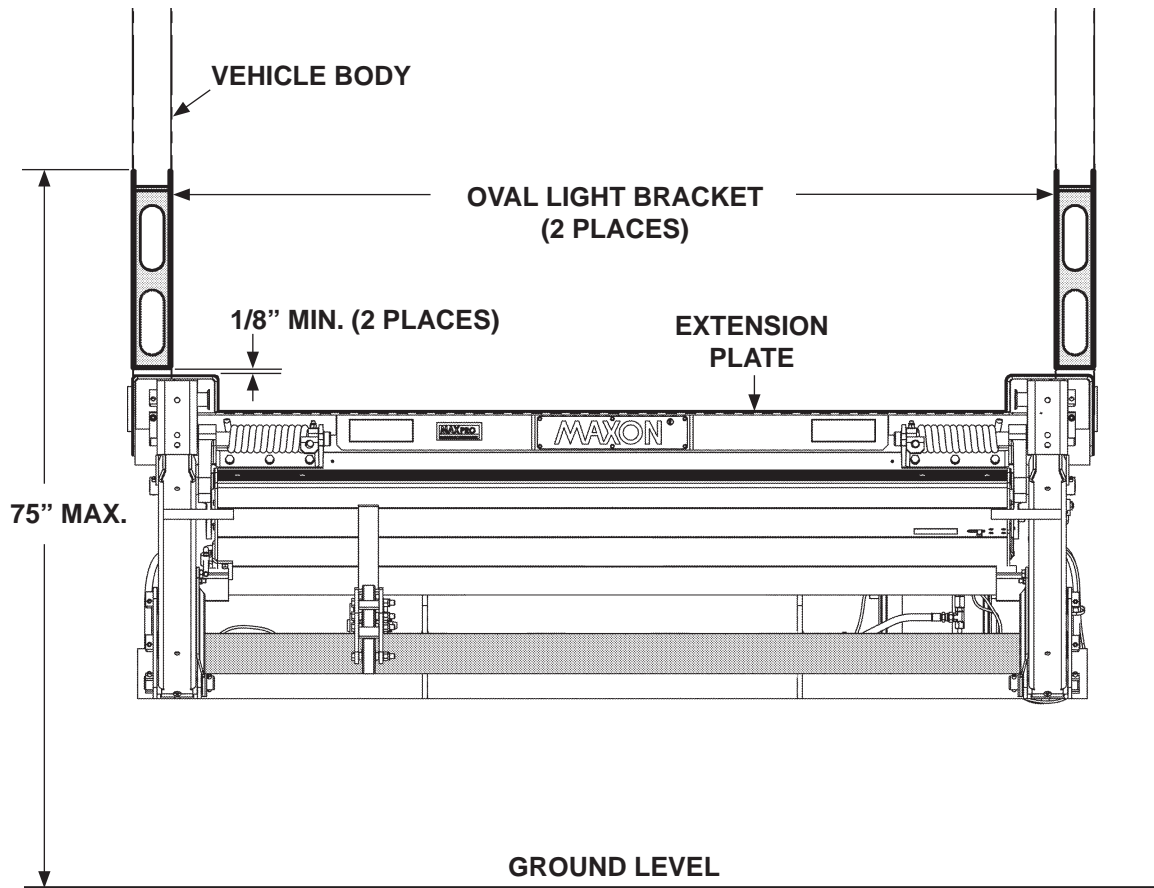 VEHICLE BODY
OVAL LIGHT BRACKET
(2 PLACES)
1/8” MIN. (2 PLACES)
EXTENSION
PLATE
MAXPRO
MAXON ®
75” MAX.
GROUND LEVEL